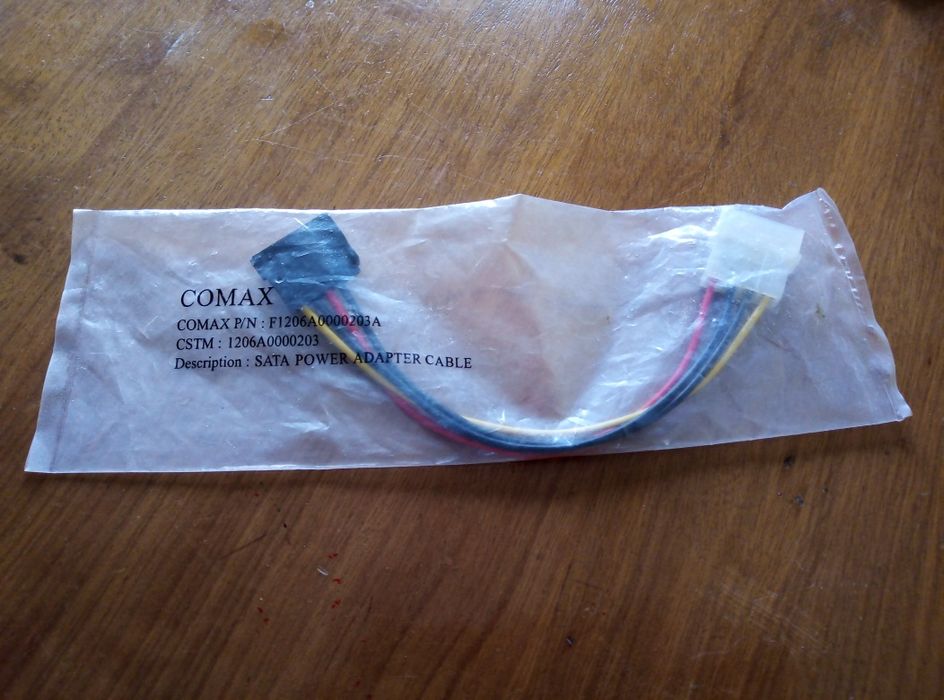 COMAX
COMAX P/N : F1206A0000203A
CSTM : 1206A0000203
Description : SATA POWER ADAPTER CABLE